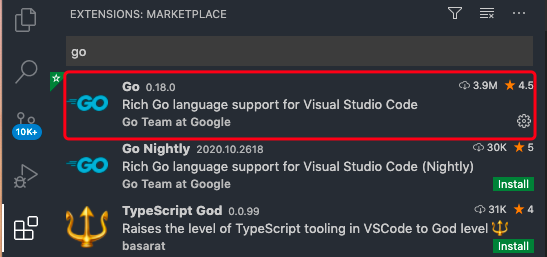 EXTENSIONS: MARKETPLACE
go
Go 0.18.0 3.9M 4.5
GO Rich Go language support for Visual Studio Code
Go Team at Google
10K+
Go Nightly 2020.10.2618 30K 5
GO Rich Go language support for Visual Studio Code (Nightly)
Go Team at Google Install
TypeScript God 0.0.99 31K 4
Raises the level of TypeScript tooling in VSCode to God level 🔱
basarat Install